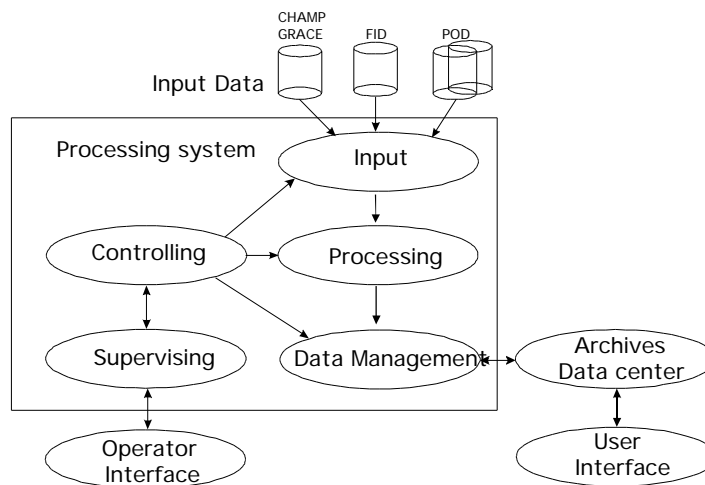 CHAMP
GRACE
FID
POD
Input Data
Processing system
Input
Controlling
Processing
Supervising
Data Management
Archives
Data center
Operator
Interface
User
Interface